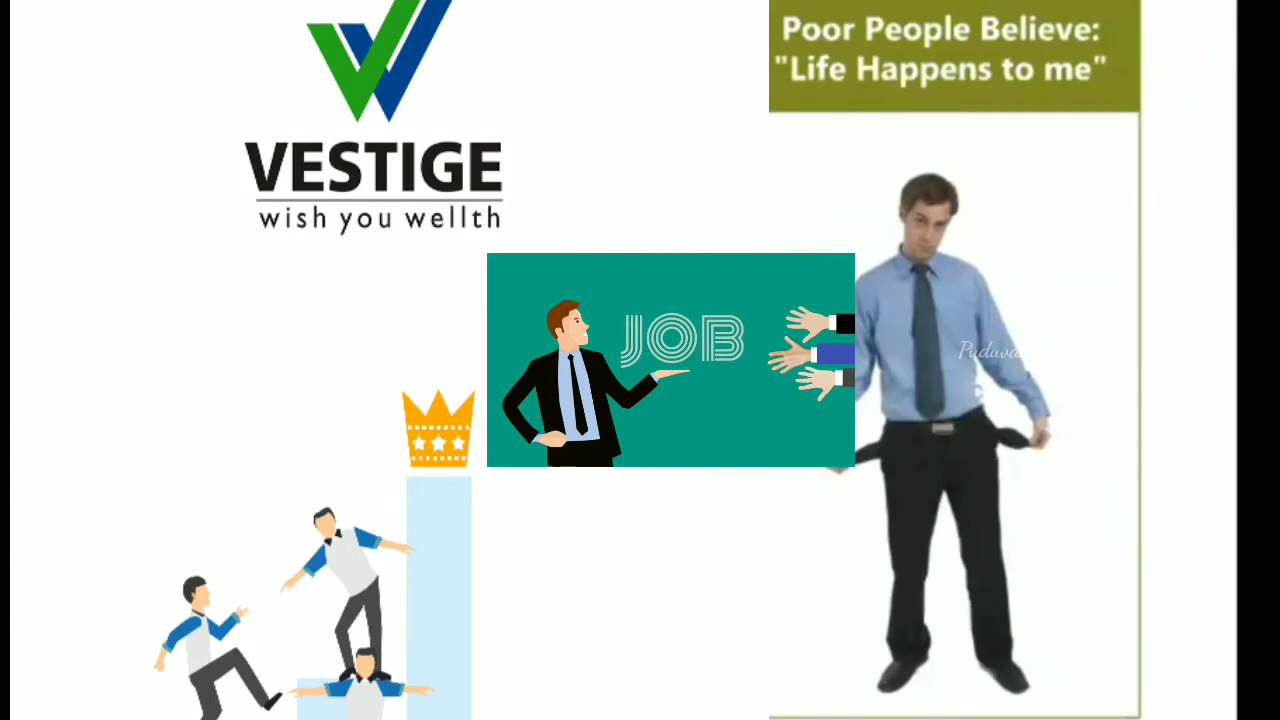 VESTIGE
wish you wellth
Poor People Believe:
"Life Happens to me"
JOB